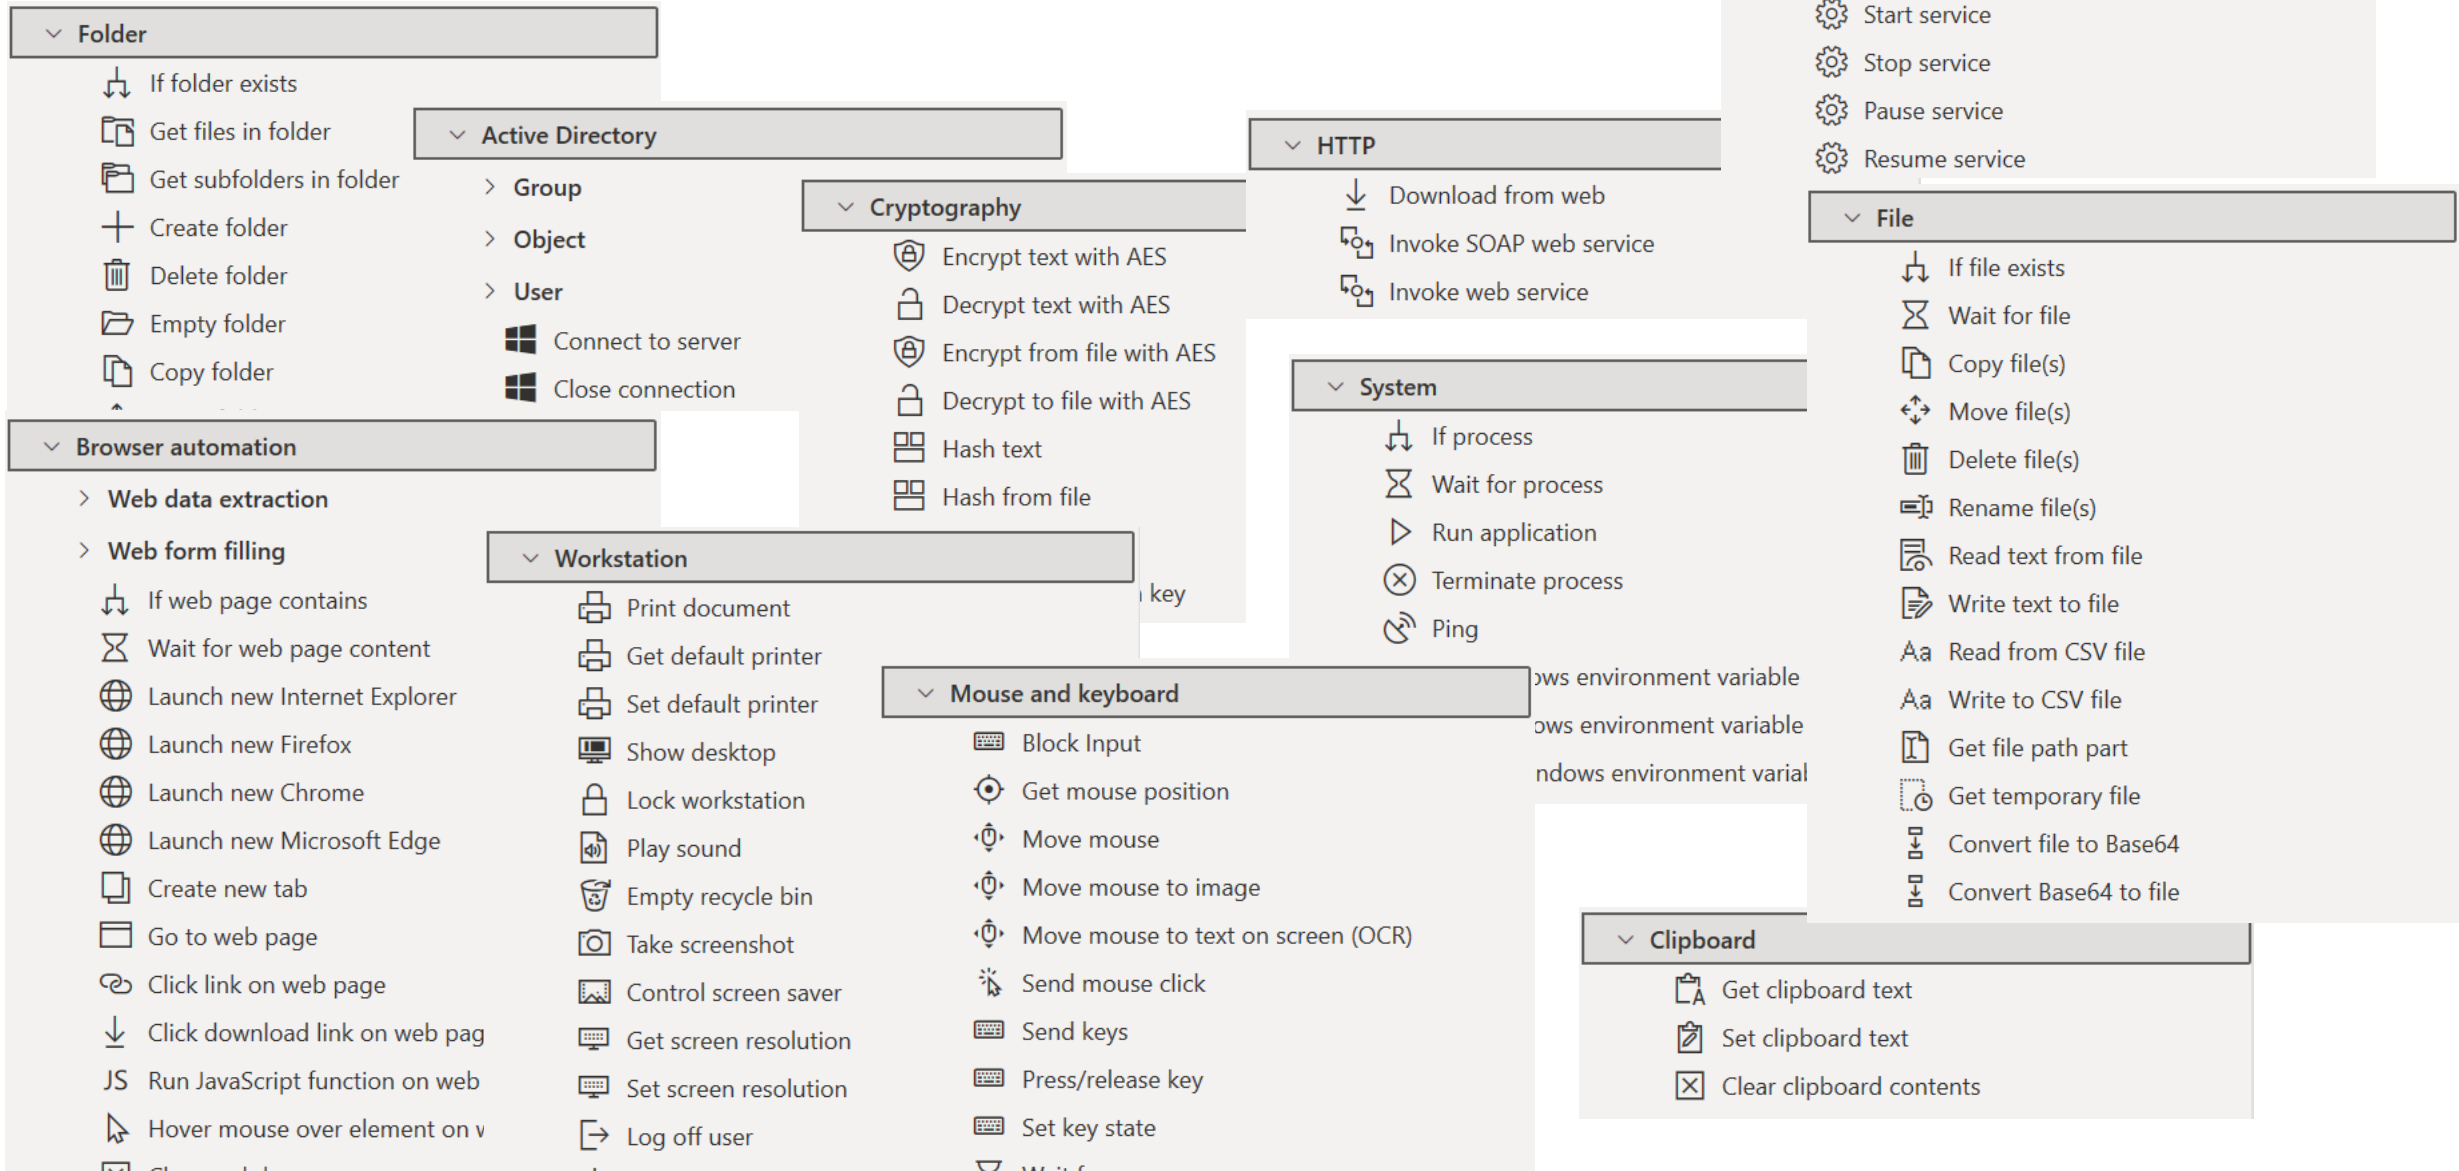 Folder
If folder exists
Get files in folder
Get subfolders in folder
Create folder
Delete folder
Empty folder
Copy folder
Active Directory
Group
Object
User
Connect to server
Close connection
Cryptography
Encrypt text with AES
Decrypt text with AES
Encrypt from file with AES
Decrypt to file with AES
Hash text
Hash from file
key
HTTP
Download from web
Invoke SOAP web service
Invoke web service
Start service
Stop service
Pause service
Resume service
File
If file exists
Wait for file
Copy file(s)
Move file(s)
Delete file(s)
Rename file(s)
Read text from file
Write text to file
Aa Read from CSV file
Aa Write to CSV file
Get file path part
Get temporary file
Convert file to Base64
Convert Base64 to file
System
If process
Wait for process
Run application
Terminate process
Ping
ows environment variable
ows environment variable
ndows environment varial
Browser automation
Web data extraction
Web form filling
If web page contains
Wait for web page content
Launch new Internet Explorer
Launch new Firefox
Launch new Chrome
Launch new Microsoft Edge
Create new tab
Go to web page
Click link on web page
Click download link on web pag
JS Run JavaScript function on web
Hover mouse over element on
Workstation
Print document
Get default printer
Set default printer
Show desktop
Lock workstation
Play sound
Empty recycle bin
Take screenshot
Control screen saver
Get screen resolution
Set screen resolution
Log off user
Mouse and keyboard
Block Input
Get mouse position
Move mouse
Move mouse to image
Move mouse to text on screen (OCR)
Send mouse click
Send keys
Press/release key
Set key state
Clipboard
Get clipboard text
Set clipboard text
Clear clipboard contents